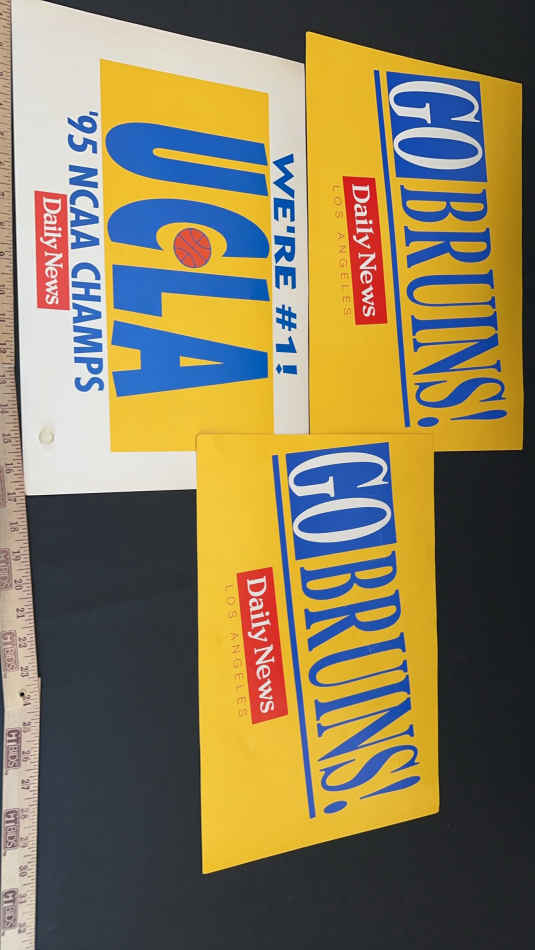 WE'RE #1!
UCLA
'95 NCAA CHAMPS
Daily News
GO BRUINS!
Daily News
LOS ANGELES
GO BRUINS!
Daily News
LOS ANGELES